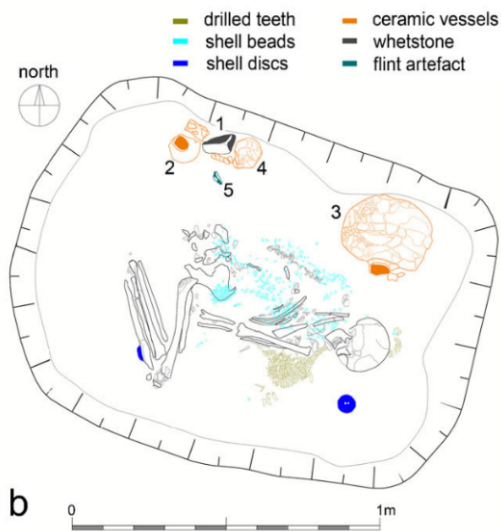 drilled teeth
shell beads
shell discs
ceramic vessels
whetstone
flint artefact
north
1
2
4
5
3
b
0
1m